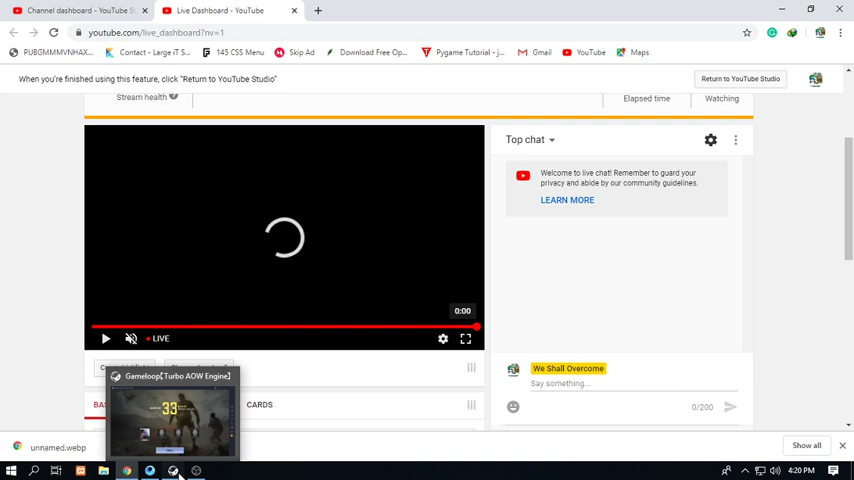 Channel dashboard - YouTube St
Live Dashboard - YouTube
youtube.com/live_dashboard?nv=1
PUBGMMMVNHAX...
Contact - Large iT S...
145 CSS Menu
Skip Ad
Download Free Op...
Pygame Tutorial - j...
Gmail
YouTube
Maps
When you're finished using this feature, click "Return to YouTube Studio"
Return to YouTube Studio
Stream health
Elapsed time
Watching
Top chat
Welcome to live chat! Remember to guard your
privacy and abide by our community guidelines.
LEARN MORE
0:00
LIVE
We Shall Overcome
Say something...
0/200
Gameloop【Turbo AOW Engine】
33
CARDS
unnamed.webp
Show all
4:20 PM